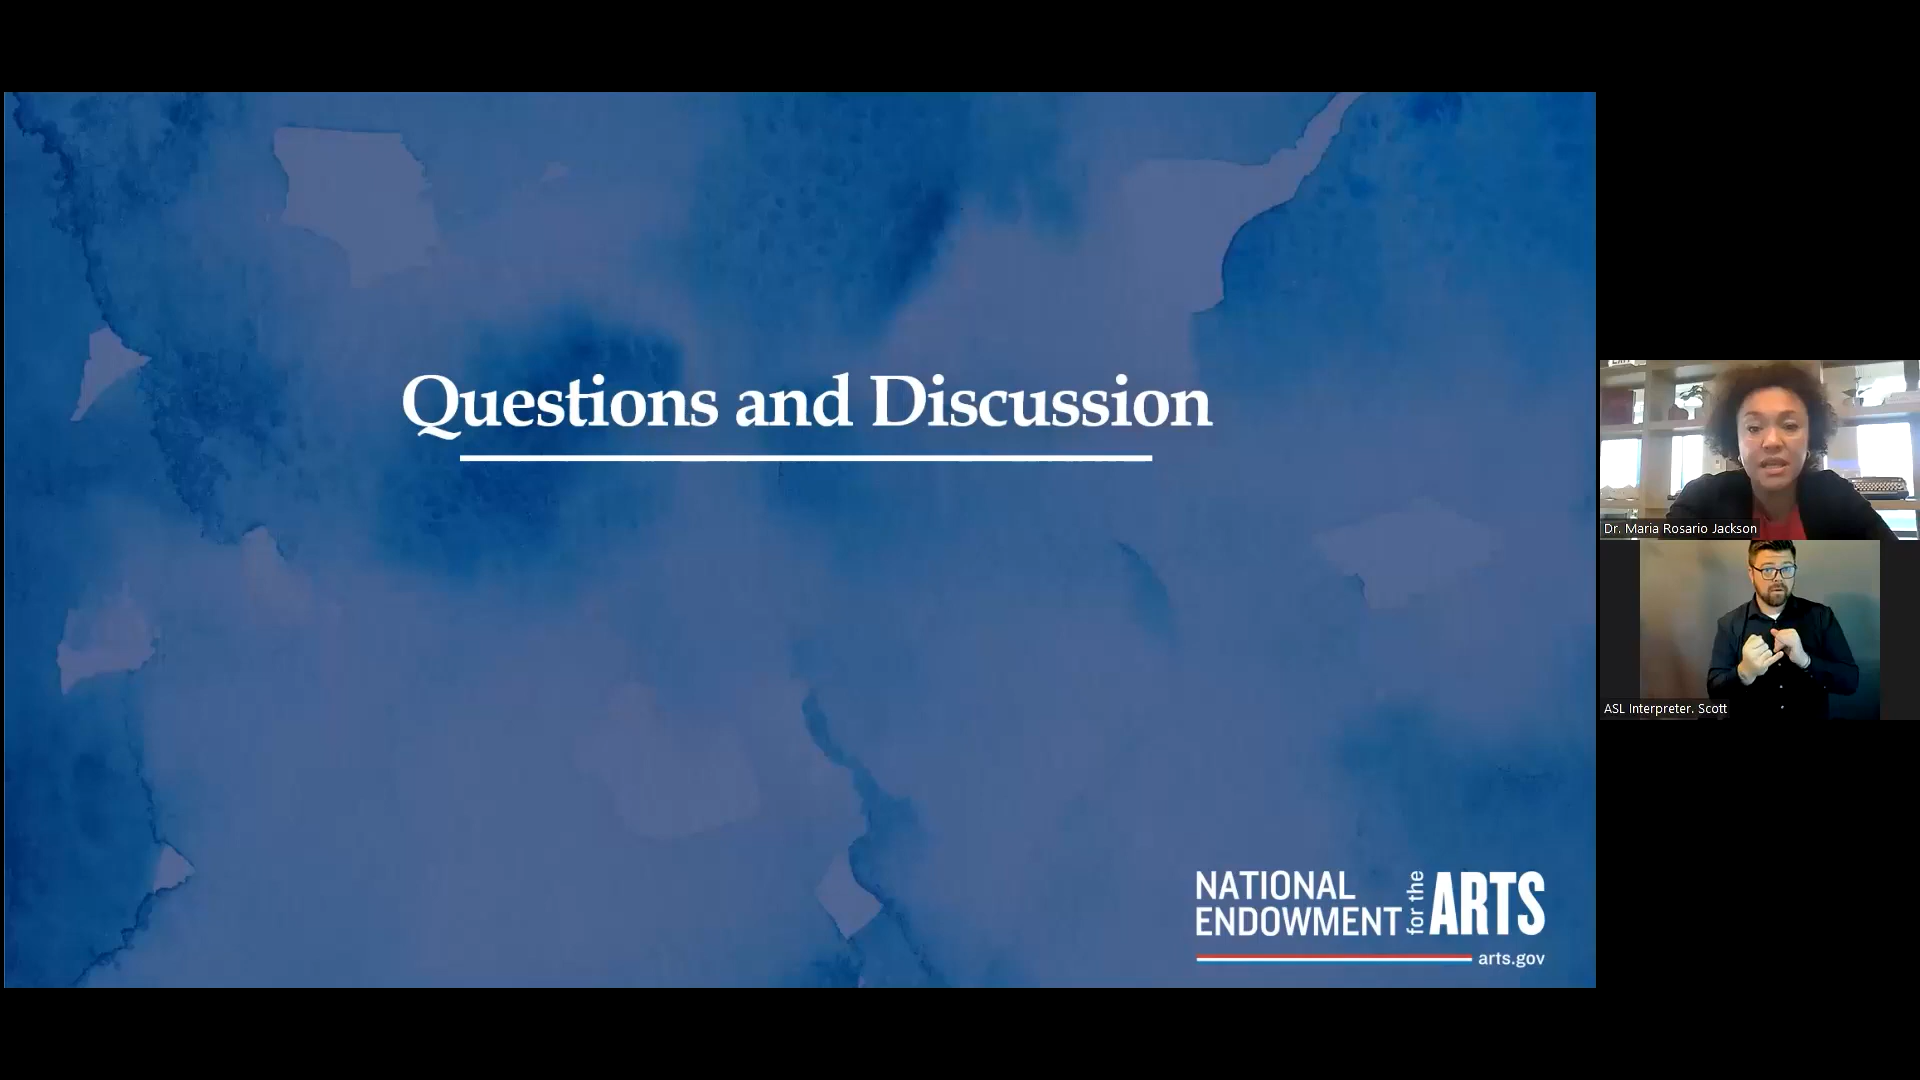 Questions and Discussion
NATIONAL
ENDOWMENT
for the
ARTS
arts.gov
Dr. Maria Rosario Jackson
ASL Interpreter. Scott